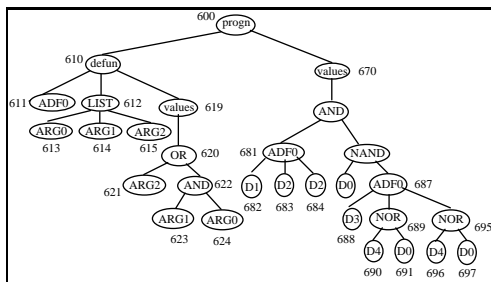 600 progn
610 defun values 670
611 ADF0 LIST 612 values 619 AND
ARG0 ARG1 ARG2
613 614 615
OR 620 681 ADF0 NAND
621 ARG2 AND 622 D1 D2 D2 D0 ADF0 687
682 683 684
ARG1 ARG0 D3 NOR 689 NOR 695
623 624 688
D4 D0 D4 D0
690 691 696 697